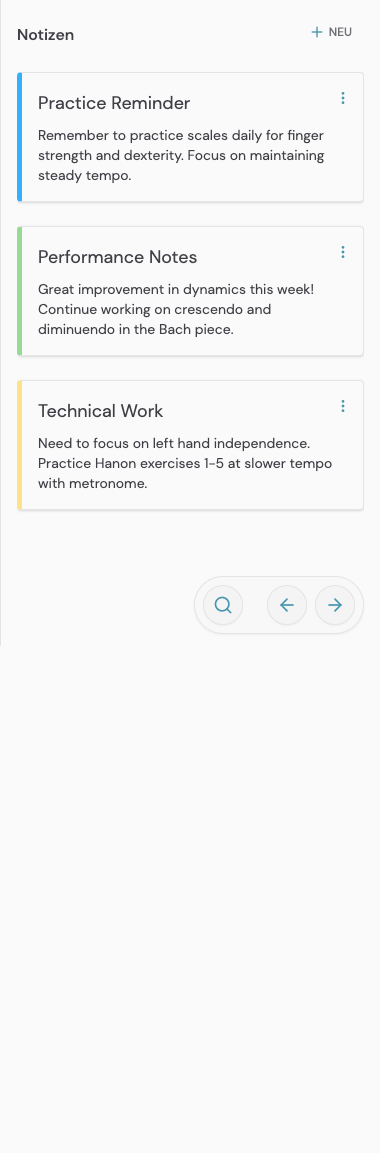 Notizen
NEU
Practice Reminder
Remember to practice scales daily for finger
strength and dexterity. Focus on maintaining
steady tempo.
Performance Notes
Great improvement in dynamics this week!
Continue working on crescendo and
diminuendo in the Bach piece.
Technical Work
Need to focus on left hand independence.
Practice Hanon exercises 1-5 at slower tempo
with metronome.